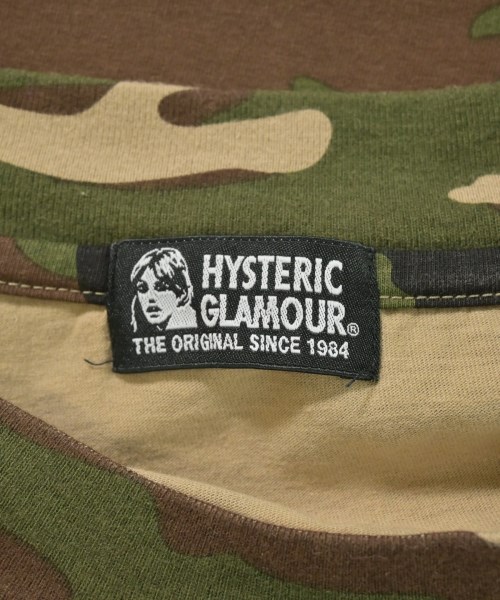 HYSTERIC
GLAMOUR®
THE ORIGINAL SINCE 1984